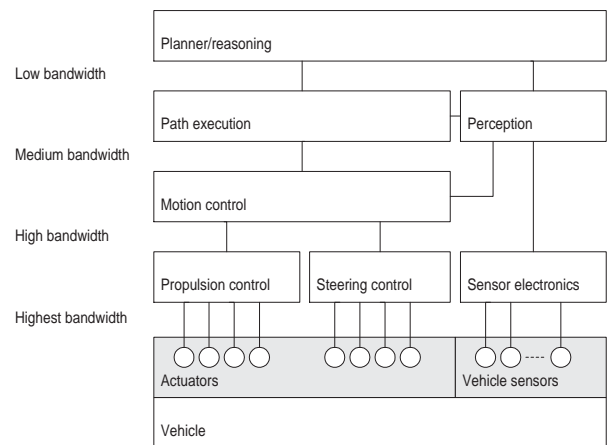 Planner/reasoning
Low bandwidth
Path execution
Perception
Medium bandwidth
Motion control
High bandwidth
Propulsion control
Steering control
Sensor electronics
Highest bandwidth
Actuators
Vehicle sensors
Vehicle